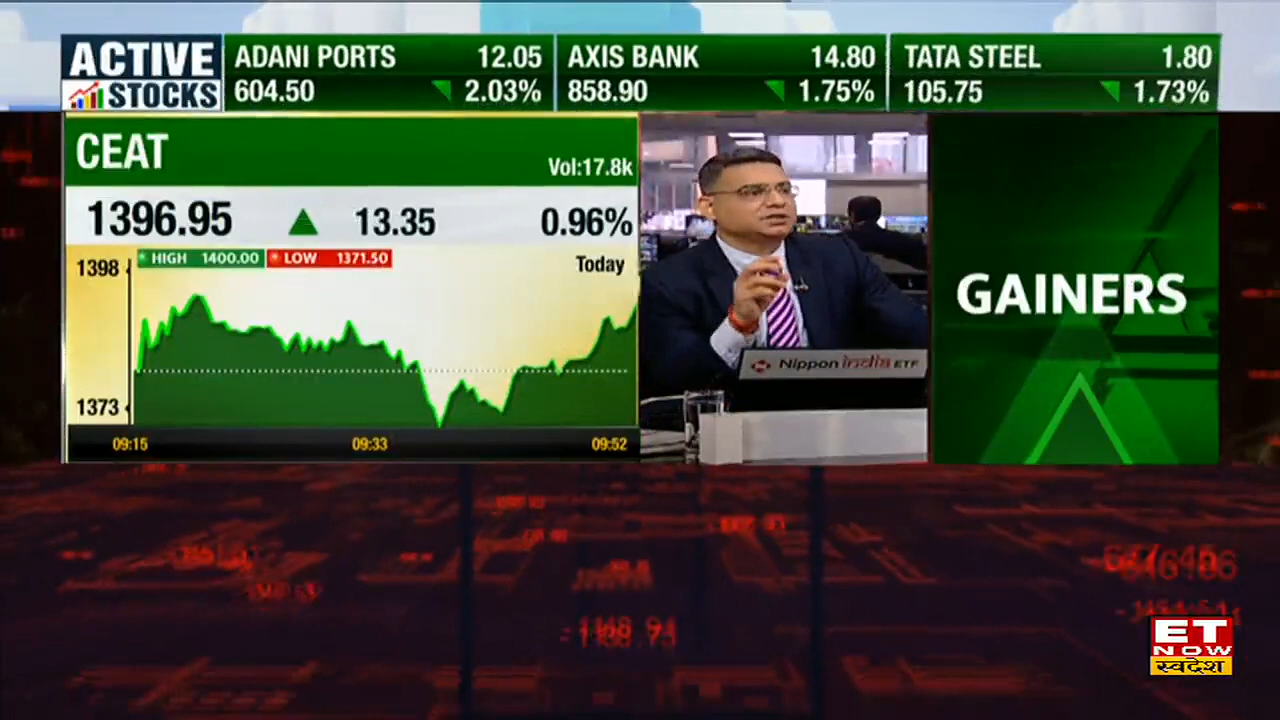 ACTIVE
STOCKS
ADANI PORTS 12.05
604.50 2.03%
AXIS BANK 14.80
858.90 1.75%
TATA STEEL 1.80
105.75 1.73%
CEAT
Vol:17.8k
1396.95 13.35 0.96%
HIGH 1400.00 LOW 1371.50
Today
1398
1373
09:15 09:33 09:52
Nippon india ETF
GAINERS
ET
NOW
स्वदेश